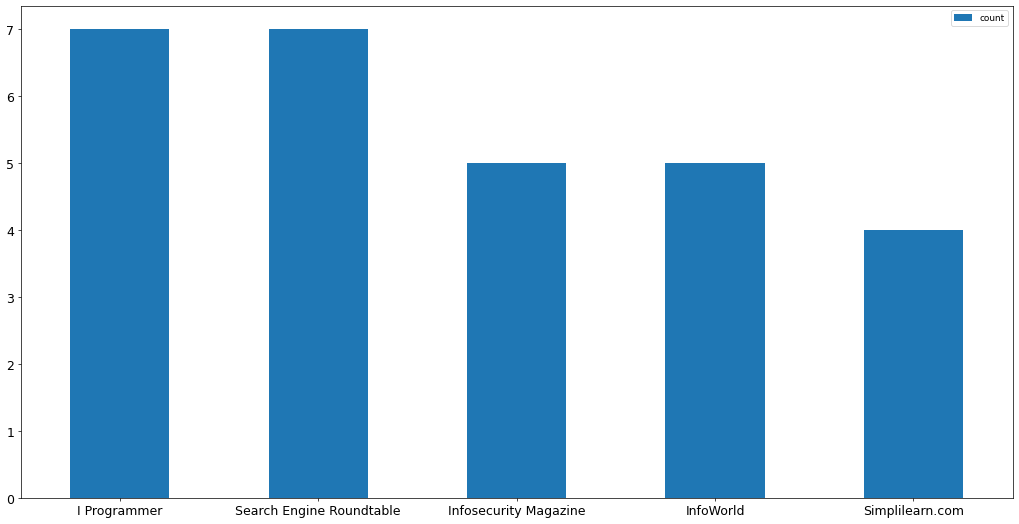 count
7
6
5
4
3
2
1
0
I Programmer
Search Engine Roundtable
Infosecurity Magazine
InfoWorld
Simplilearn.com